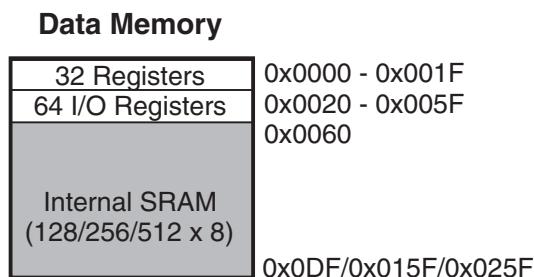 Data Memory
32 Registers 0x0000 - 0x001F
64 I/O Registers 0x0020 - 0x005F
0x0060
Internal SRAM
(128/256/512 x 8)
0x0DF/0x015F/0x025F